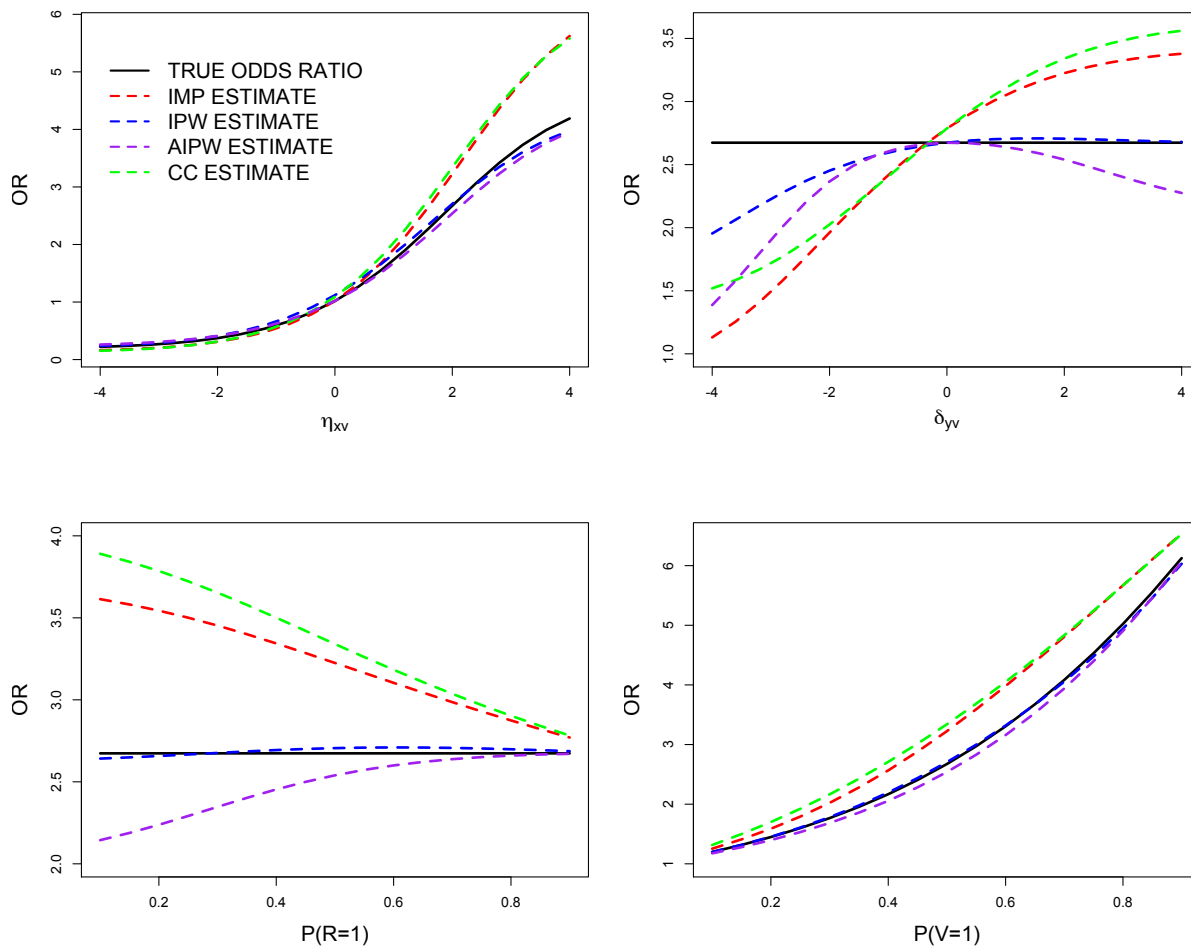 6
5
4
3
2
1
0
OR
TRUE ODDS RATIO
IMP ESTIMATE
IPW ESTIMATE
AIPW ESTIMATE
CC ESTIMATE
-4 -2 0 2 4
ηxv
3.5
3.0
2.5
2.0
1.5
1.0
OR
-4 -2 0 2 4
δyv
4.0
3.5
3.0
2.5
2.0
OR
0.2 0.4 0.6 0.8
P(R=1)
6
5
4
3
2
1
OR
0.2 0.4 0.6 0.8
P(V=1)